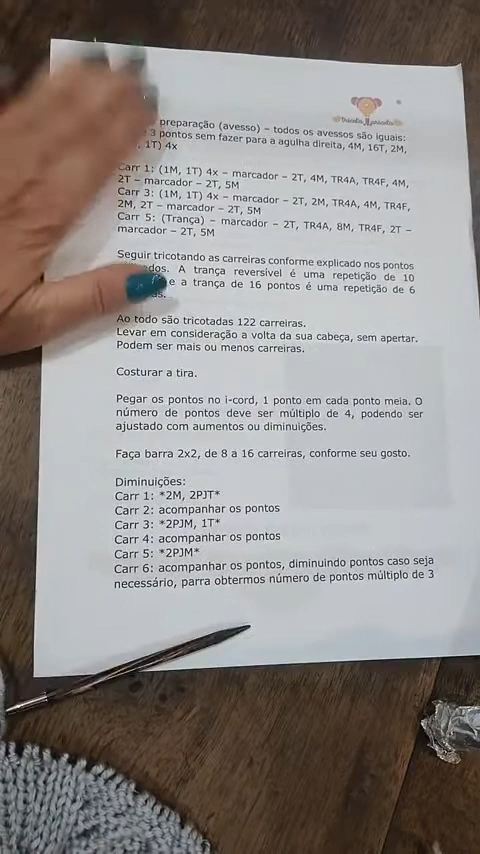 tricota Apricota
preparação (avesso) – todos os avessos são iguais:
3 pontos sem fazer para a agulha direita, 4M, 16T, 2M,
1T) 4x
Carr 1: (1M, 1T) 4x – marcador – 2T, 4M, TR4A, TR4F, 4M,
2T – marcador – 2T, 5M
Carr 3: (1M, 1T) 4x – marcador – 2T, 2M, TR4A, 4M, TR4F,
2M, 2T – marcador – 2T, 5M
Carr 5: (Trança) – marcador – 2T, TR4A, 8M, TR4F, 2T –
marcador – 2T, 5M
Seguir tricotando as carreiras conforme explicado nos pontos
A trança reversível é uma repetição de 10
e a trança de 16 pontos é uma repetição de 6
Ao todo são tricotadas 122 carreiras.
Levar em consideração a volta da sua cabeça, sem apertar.
Podem ser mais ou menos carreiras.
Costurar a tira.
Pegar os pontos no i-cord, 1 ponto em cada ponto meia. O
número de pontos deve ser múltiplo de 4, podendo ser
ajustado com aumentos ou diminuições.
Faça barra 2x2, de 8 a 16 carreiras, conforme seu gosto.
Diminuições:
Carr 1: *2M, 2PJT*
Carr 2: acompanhar os pontos
Carr 3: *2PJM, 1T*
Carr 4: acompanhar os pontos
Carr 5: *2PJM*
Carr 6: acompanhar os pontos, diminuindo pontos caso seja
necessário, parra obtermos número de pontos múltiplo de 3